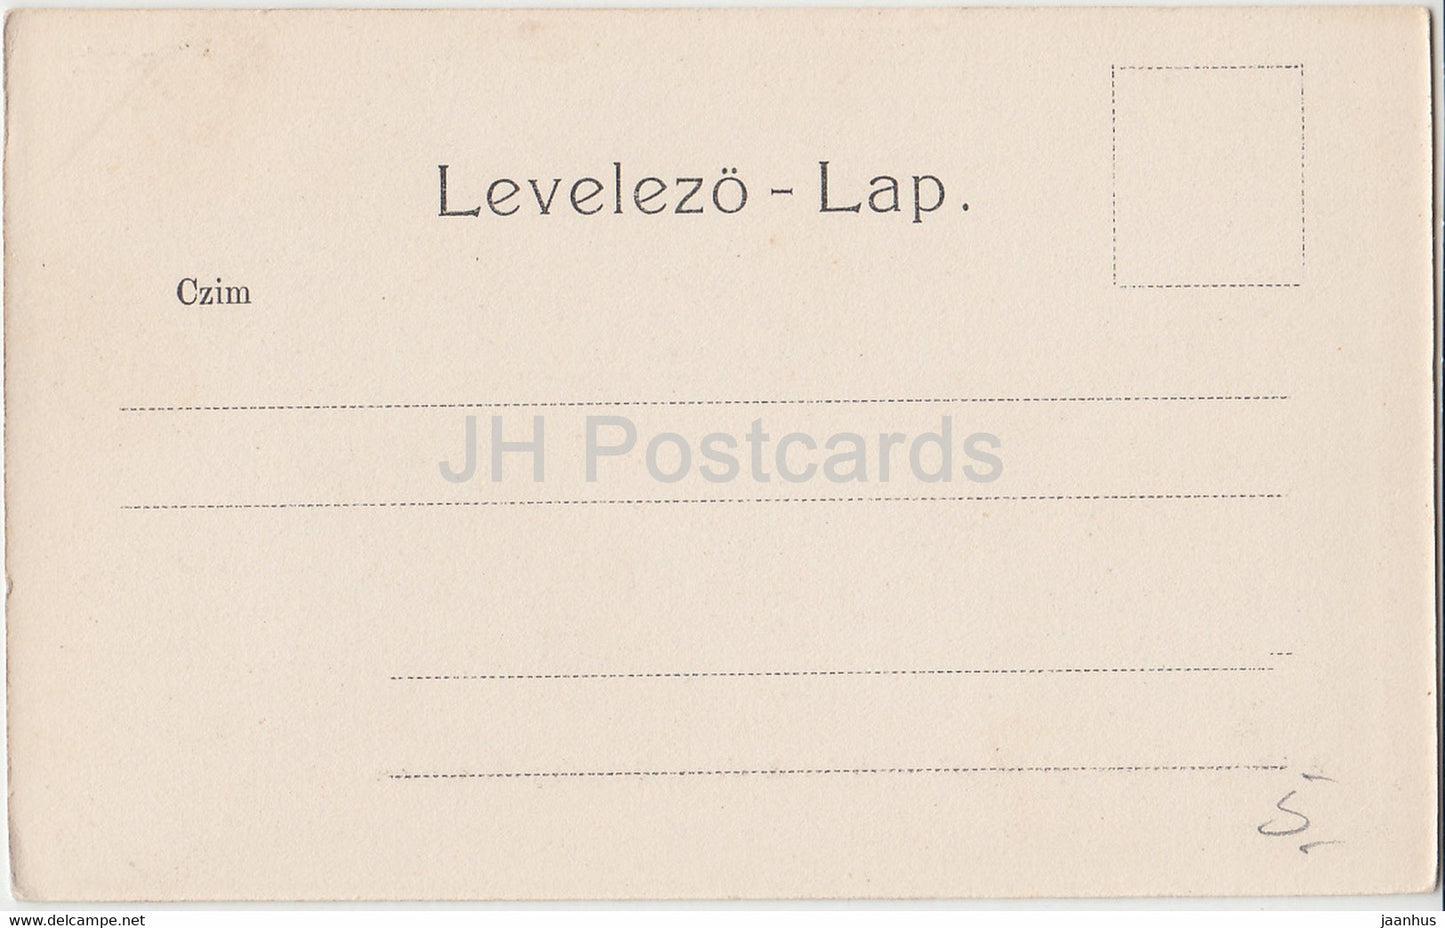 Levelezö - Lap.
Czim
JH Postcards
5.
www.delcampe.net
jaanhus